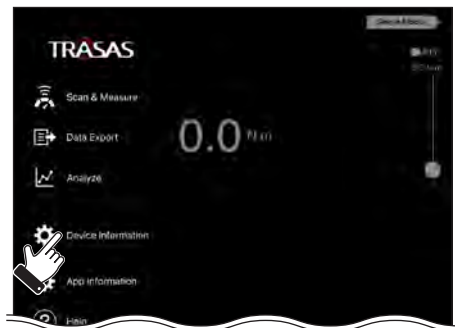 TRASAS
Scan & Measure
Data Export
0.0 N·m
Analyze
Device Information
App Information
Help